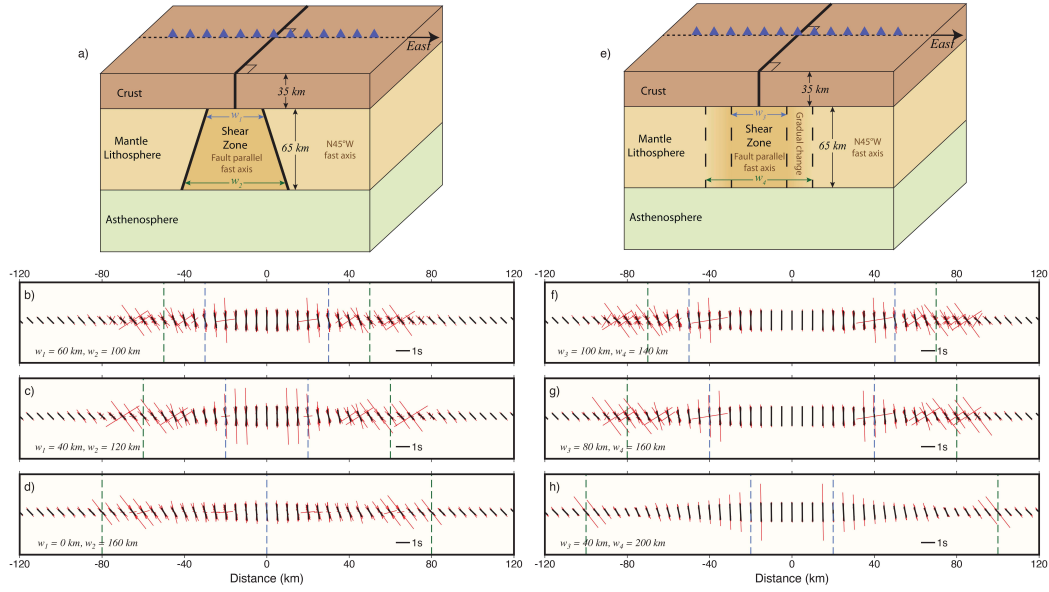 a)
East
35 km
Crust
w1
Mantle
Lithosphere
Shear
Zone
Fault parallel
fast axis
65 km
N45°W
fast axis
w2
Asthenosphere
e)
East
35 km
Crust
w3
Mantle
Lithosphere
Shear
Zone
Fault parallel
fast axis
Gradual change
65 km
N45°W
fast axis
w4
Asthenosphere
-120 -80 -40 0 40 80 120
b)
w1 = 60 km, w2 = 100 km
1s
c)
w1 = 40 km, w2 = 120 km
1s
d)
w1 = 0 km, w2 = 160 km
1s
-120 -80 -40 0 40 80 120
Distance (km)
-120 -80 -40 0 40 80 120
f)
w3 = 100 km, w4 = 140 km
1s
g)
w3 = 80 km, w4 = 160 km
1s
h)
w3 = 40 km, w4 = 200 km
1s
-120 -80 -40 0 40 80 120
Distance (km)